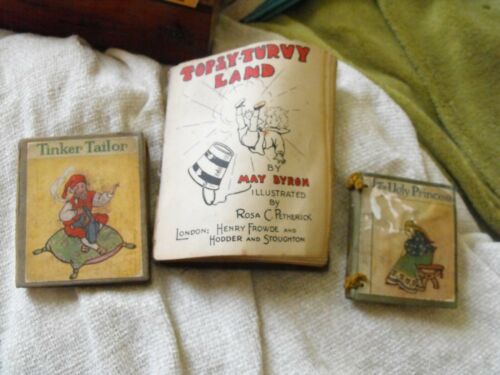 Tinker Tailor
TOPSY-TURVY
LAND
BY
MAY BYRON
ILLUSTRATED
BY
ROSA C. PETHERICK
LONDON: HENRY FROWDE AND
HODDER AND STOUGHTON
The Ugly Princess